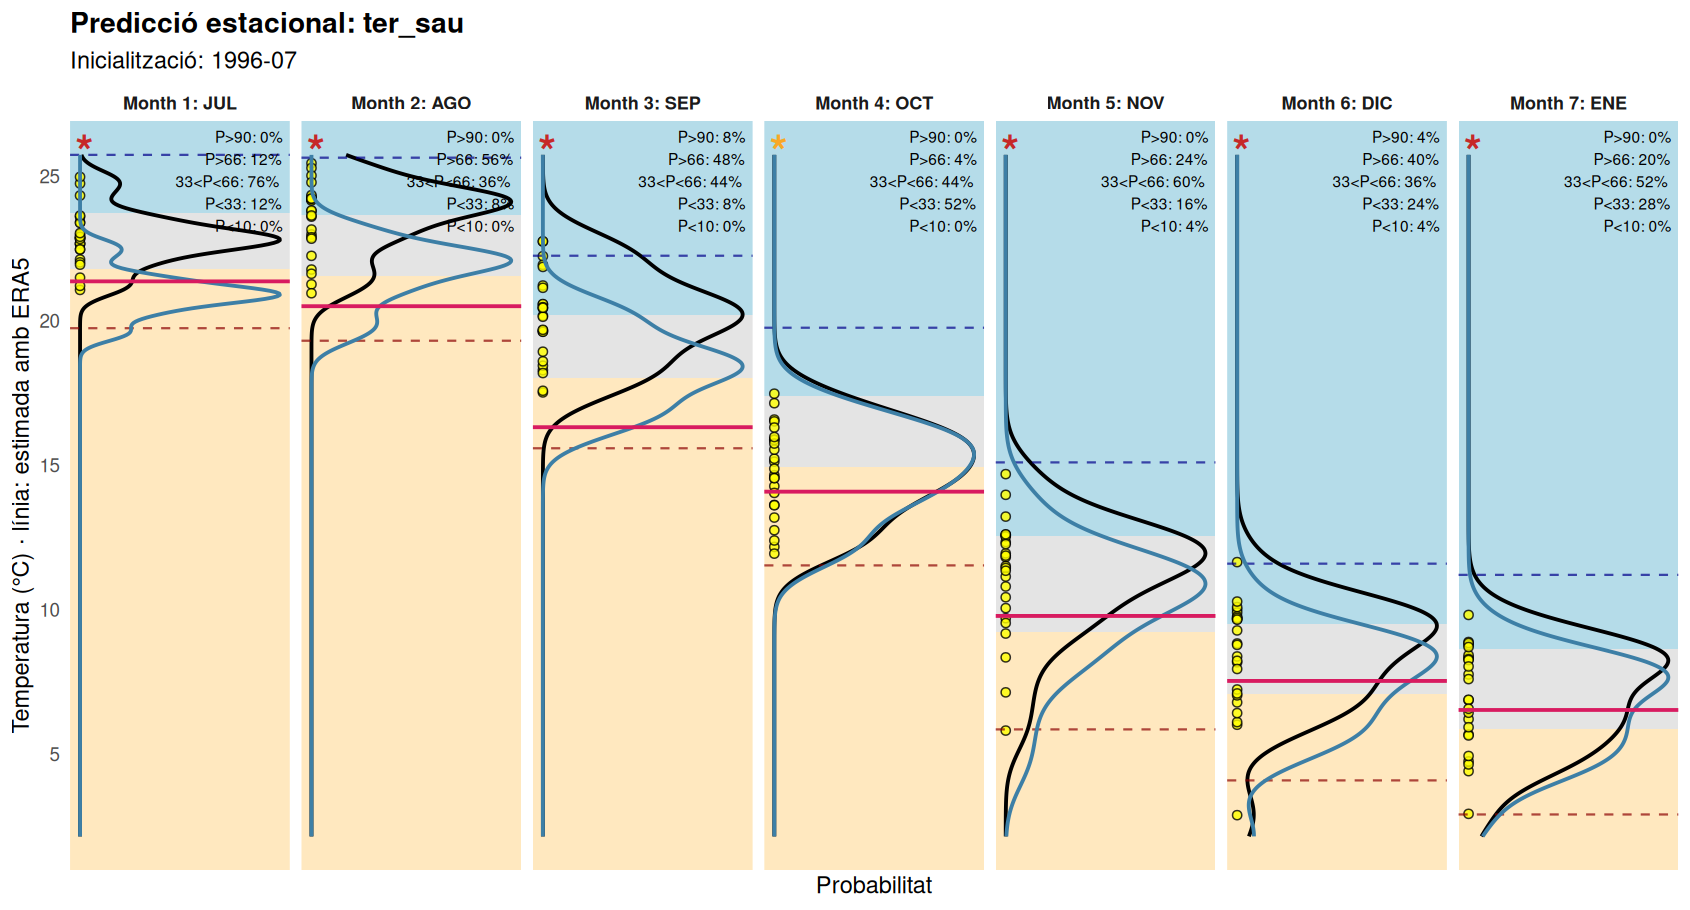 Predicció estacional: ter_sau
Inicialització: 1996-07
Month 1: JUL
Month 2: AGO
Month 3: SEP
Month 4: OCT
Month 5: NOV
Month 6: DIC
Month 7: ENE
*
P>90: 0%
P>66: 12%
33<P<66: 76%
P<33: 12%
P<10: 0%
*
P>90: 0%
P>66: 56%
33<P<66: 36%
P<33: 8%
P<10: 0%
*
P>90: 8%
P>66: 48%
33<P<66: 44%
P<33: 8%
P<10: 0%
*
P>90: 0%
P>66: 4%
33<P<66: 44%
P<33: 52%
P<10: 0%
*
P>90: 0%
P>66: 24%
33<P<66: 60%
P<33: 16%
P<10: 4%
*
P>90: 4%
P>66: 40%
33<P<66: 36%
P<33: 24%
P<10: 4%
*
P>90: 0%
P>66: 20%
33<P<66: 52%
P<33: 28%
P<10: 0%
25
20
15
10
5
Temperatura (°C) · línia: estimada amb ERA5
Probabilitat